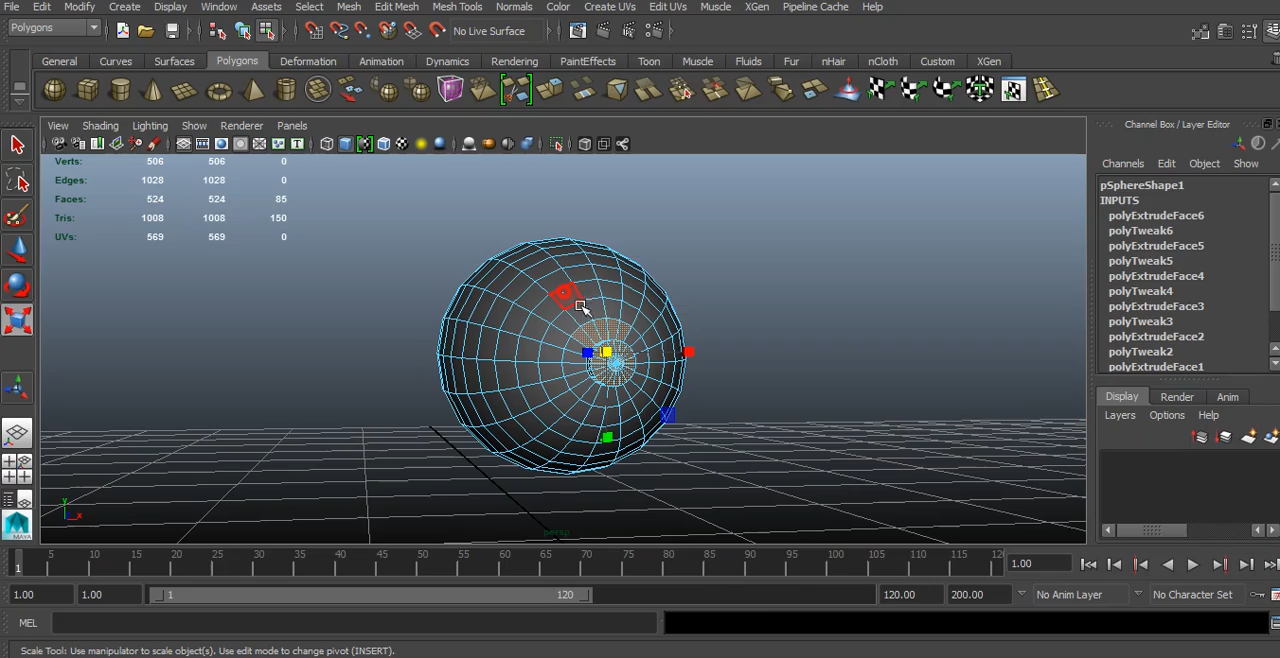 File Edit Modify Create Display Window Assets Select Mesh Edit Mesh Mesh Tools Normals Color Create UVs Edit UVs Muscle XGen Pipeline Cache Help
Polygons No Live Surface
General Curves Surfaces Polygons Deformation Animation Dynamics Rendering PaintEffects Toon Muscle Fluids Fur nHair nCloth Custom XGen
View Shading Lighting Show Renderer Panels
Channel Box / Layer Editor
Channels Edit Object Show
Verts: 506 506 0
Edges: 1028 1028 0
Faces: 524 524 85
Tris: 1008 1008 150
UVs: 569 569 0
pSphereShape1
INPUTS
polyExtrudeFace6
polyTweak6
polyExtrudeFace5
polyTweak5
polyExtrudeFace4
polyTweak4
polyExtrudeFace3
polyTweak3
polyExtrudeFace2
polyTweak2
polyExtrudeFace1
Display Render Anim
Layers Options Help
y
x
persp
MAYA
1 5 10 15 20 25 30 35 40 45 50 55 60 65 70 75 80 85 90 95 100 105 110 115 12
1.00
1.00 1.00 1 120 120.00 200.00 No Anim Layer No Character Set
MEL
Scale Tool: Use manipulator to scale object(s). Use edit mode to change pivot (INSERT).